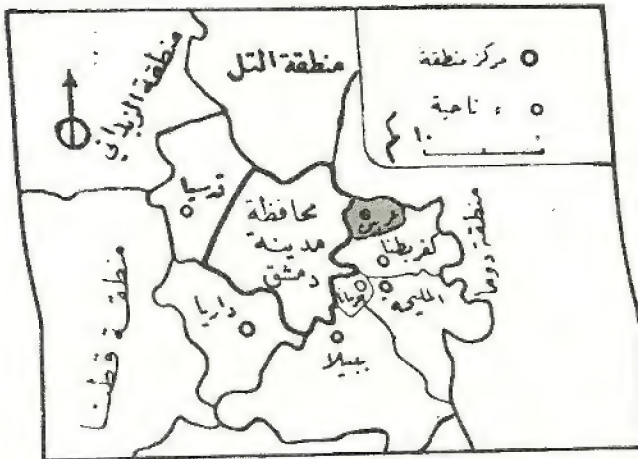 مركز منطقة
ناحية
١٠ كم
منطقة الزبداني
منطقة التل
قدسيا
محافظة
مدينة
دمشق
عربين
كفربطنا
منطقة دوما
المليحة
داريا
ببيلا
منطقة قطنا